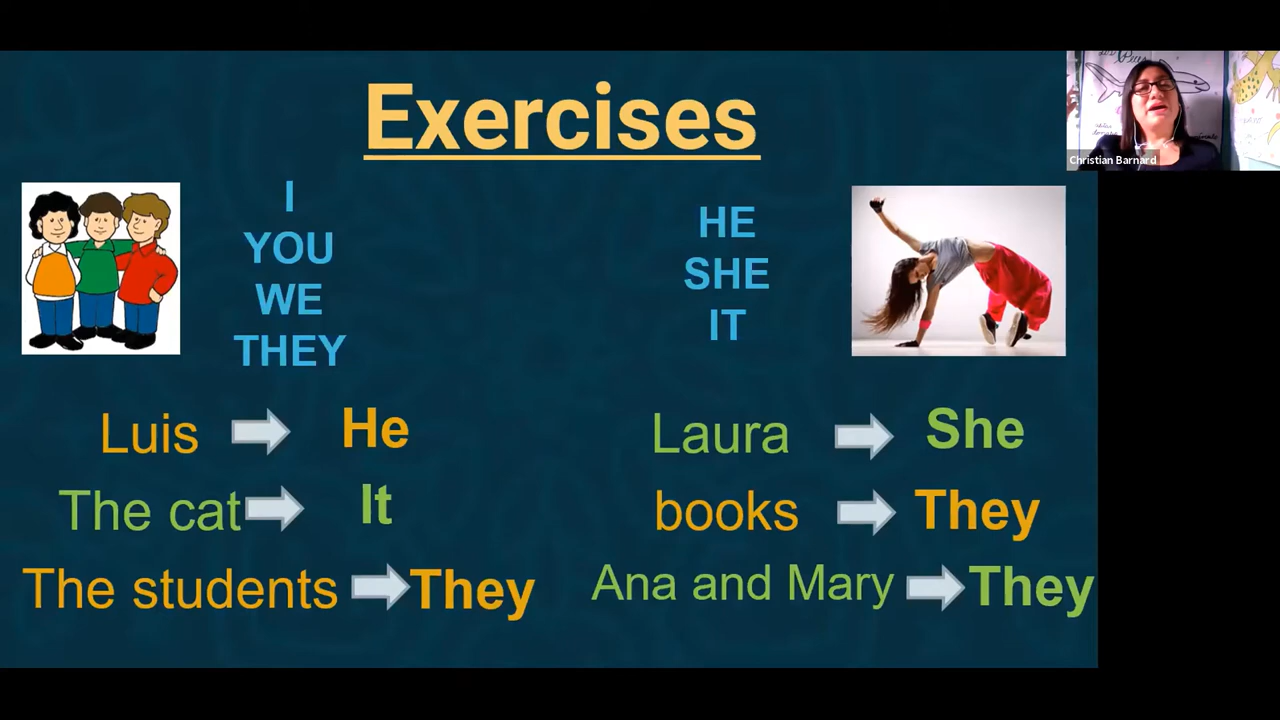 Exercises
I
YOU
WE
THEY
HE
SHE
IT
Luis He
The cat It
The students They
Laura She
books They
Ana and Mary They
Christian Barnard